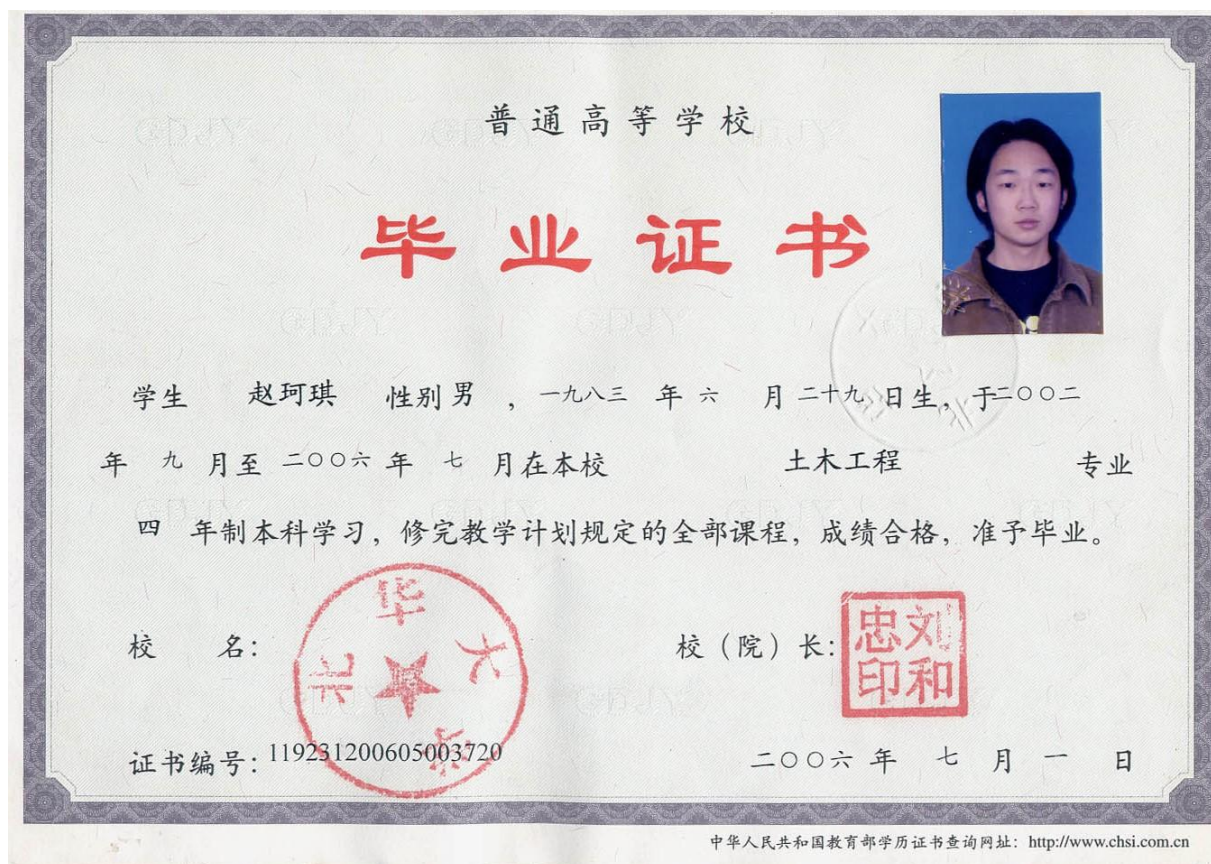 普通高等学校
毕业证书
学生 赵珂琪 性别 男 ，一九八三 年 六 月 二十九 日生，于二〇〇二
年 九 月至 二〇〇六 年 七 月在本校 土木工程 专业
四 年制本科学习，修完教学计划规定的全部课程，成绩合格，准予毕业。
校 名：
北华大学
校（院）长：
刘和忠印
证书编号：119231200605003720
二〇〇六 年 七 月 一 日
中华人民共和国教育部学历证书查询网址：http://www.chsi.com.cn